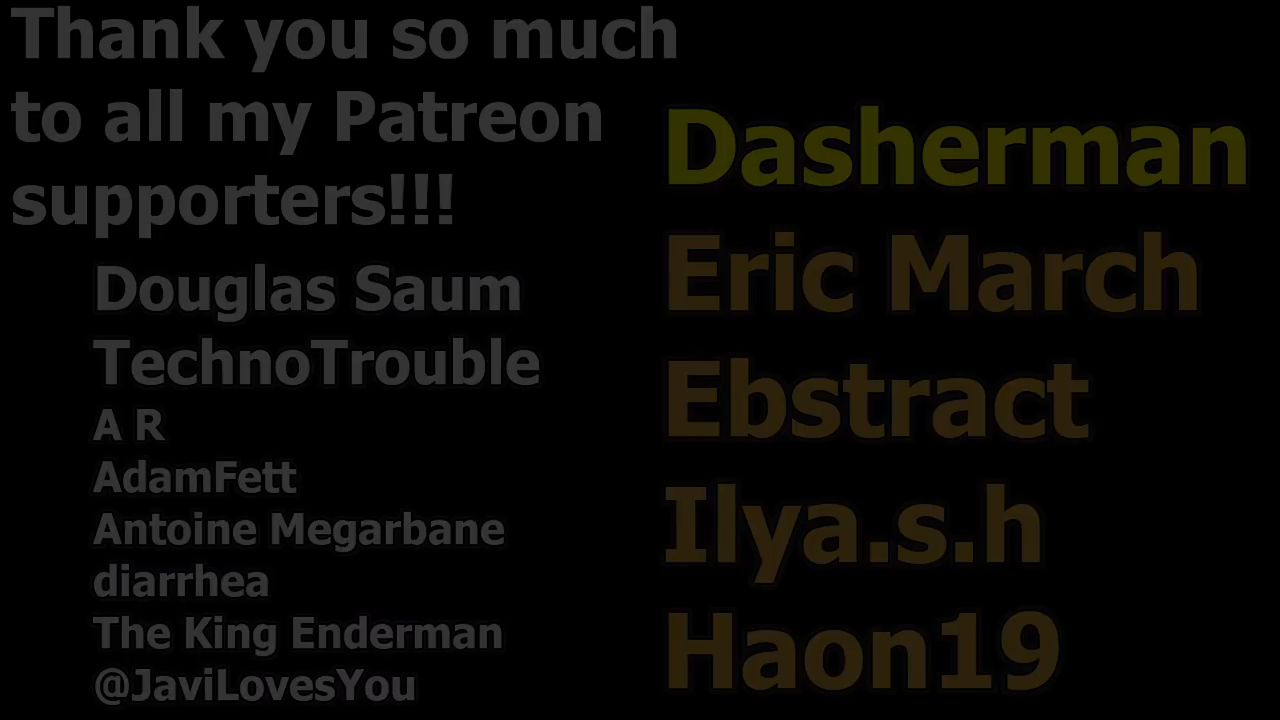 Thank you so much
to all my Patreon
supporters!!!
Douglas Saum
TechnoTrouble
A R
AdamFett
Antoine Megarbane
diarrhea
The King Enderman
@JaviLovesYou
Dasherman
Eric March
Ebstract
Ilya.s.h
Haon19